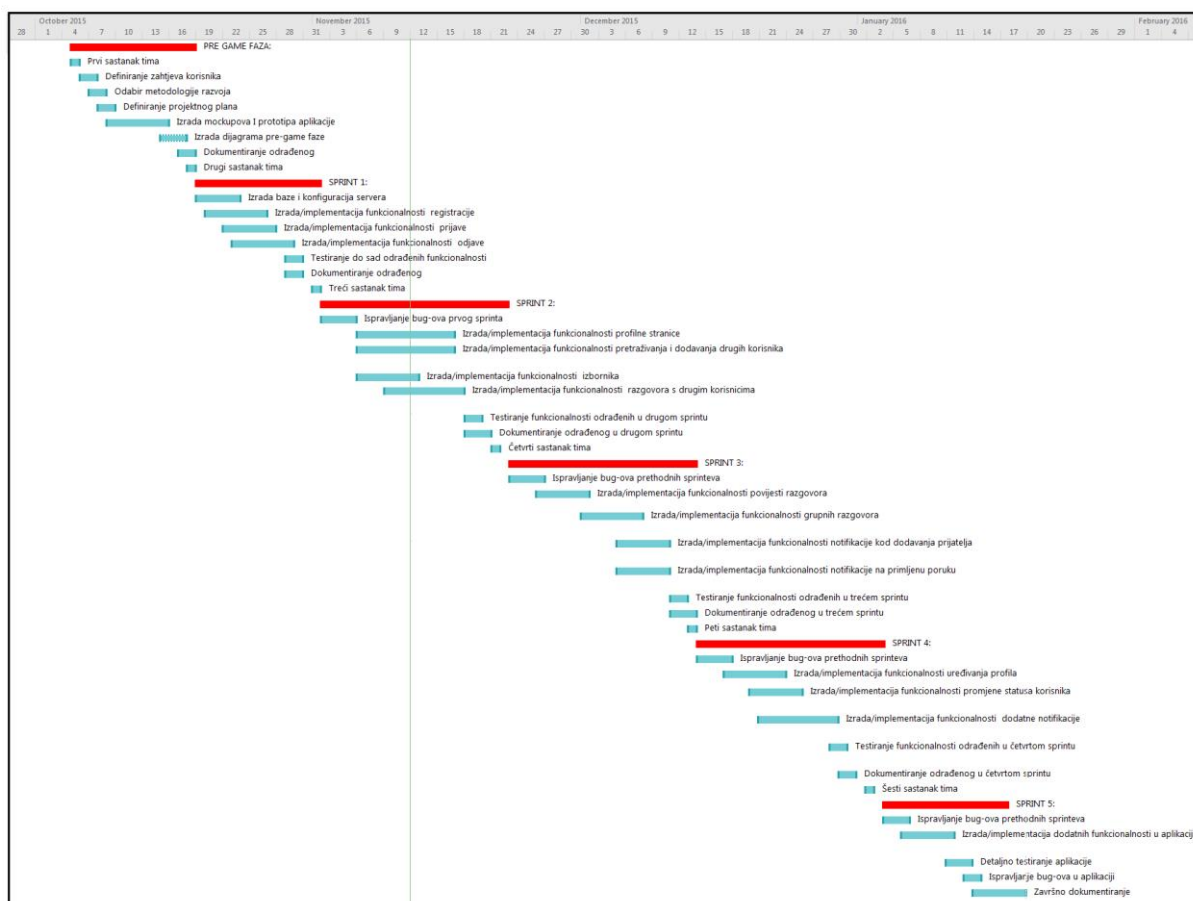 October 2015 November 2015 December 2015 January 2016 February 2016
28 1 4 7 10 13 16 19 22 25 28 31 3 6 9 12 15 18 21 24 27 30 3 6 9 12 15 18 21 24 27 30 2 5 8 11 14 17 20 23 26 29 1 4
PRE GAME FAZA:
Prvi sastanak tima
Definiranje zahtjeva korisnika
Odabir metodologije razvoja
Definiranje projektnog plana
Izrada mockupova I prototipa aplikacije
Izrada dijagrama pre-game faze
Dokumentiranje odrađenog
Drugi sastanak tima
SPRINT 1:
Izrada baze i konfiguracija servera
Izrada/implementacija funkcionalnosti registracije
Izrada/implementacija funkcionalnosti prijave
Izrada/implementacija funkcionalnosti odjave
Testiranje do sad odrađenih funkcionalnosti
Dokumentiranje odrađenog
Treći sastanak tima
SPRINT 2:
Ispravljanje bug-ova prvog sprinta
Izrada/implementacija funkcionalnosti profilne stranice
Izrada/implementacija funkcionalnosti pretraživanja i dodavanja drugih korisnika
Izrada/implementacija funkcionalnosti izbornika
Izrada/implementacija funkcionalnosti razgovora s drugim korisnicima
Testiranje funkcionalnosti odrađenih u drugom sprintu
Dokumentiranje odrađenog u drugom sprintu
Četvrti sastanak tima
SPRINT 3:
Ispravljanje bug-ova prethodnih sprinteva
Izrada/implementacija funkcionalnosti povijesti razgovora
Izrada/implementacija funkcionalnosti grupnih razgovora
Izrada/implementacija funkcionalnosti notifikacije kod dodavanja prijatelja
Izrada/implementacija funkcionalnosti notifikacije na primljenu poruku
Testiranje funkcionalnosti odrađenih u trećem sprintu
Dokumentiranje odrađenog u trećem sprintu
Peti sastanak tima
SPRINT 4:
Ispravljanje bug-ova prethodnih sprinteva
Izrada/implementacija funkcionalnosti uređivanja profila
Izrada/implementacija funkcionalnosti promjene statusa korisnika
Izrada/implementacija funkcionalnosti dodatne notifikacije
Testiranje funkcionalnosti odrađenih u četvrtom sprintu
Dokumentiranje odrađenog u četvrtom sprintu
Šesti sastanak tima
SPRINT 5:
Ispravljanje bug-ova prethodnih sprinteva
Izrada/implementacija dodatnih funkcionalnosti u aplikaciji
Detaljno testiranje aplikacije
Ispravljanje bug-ova u aplikaciji
Završno dokumentiranje